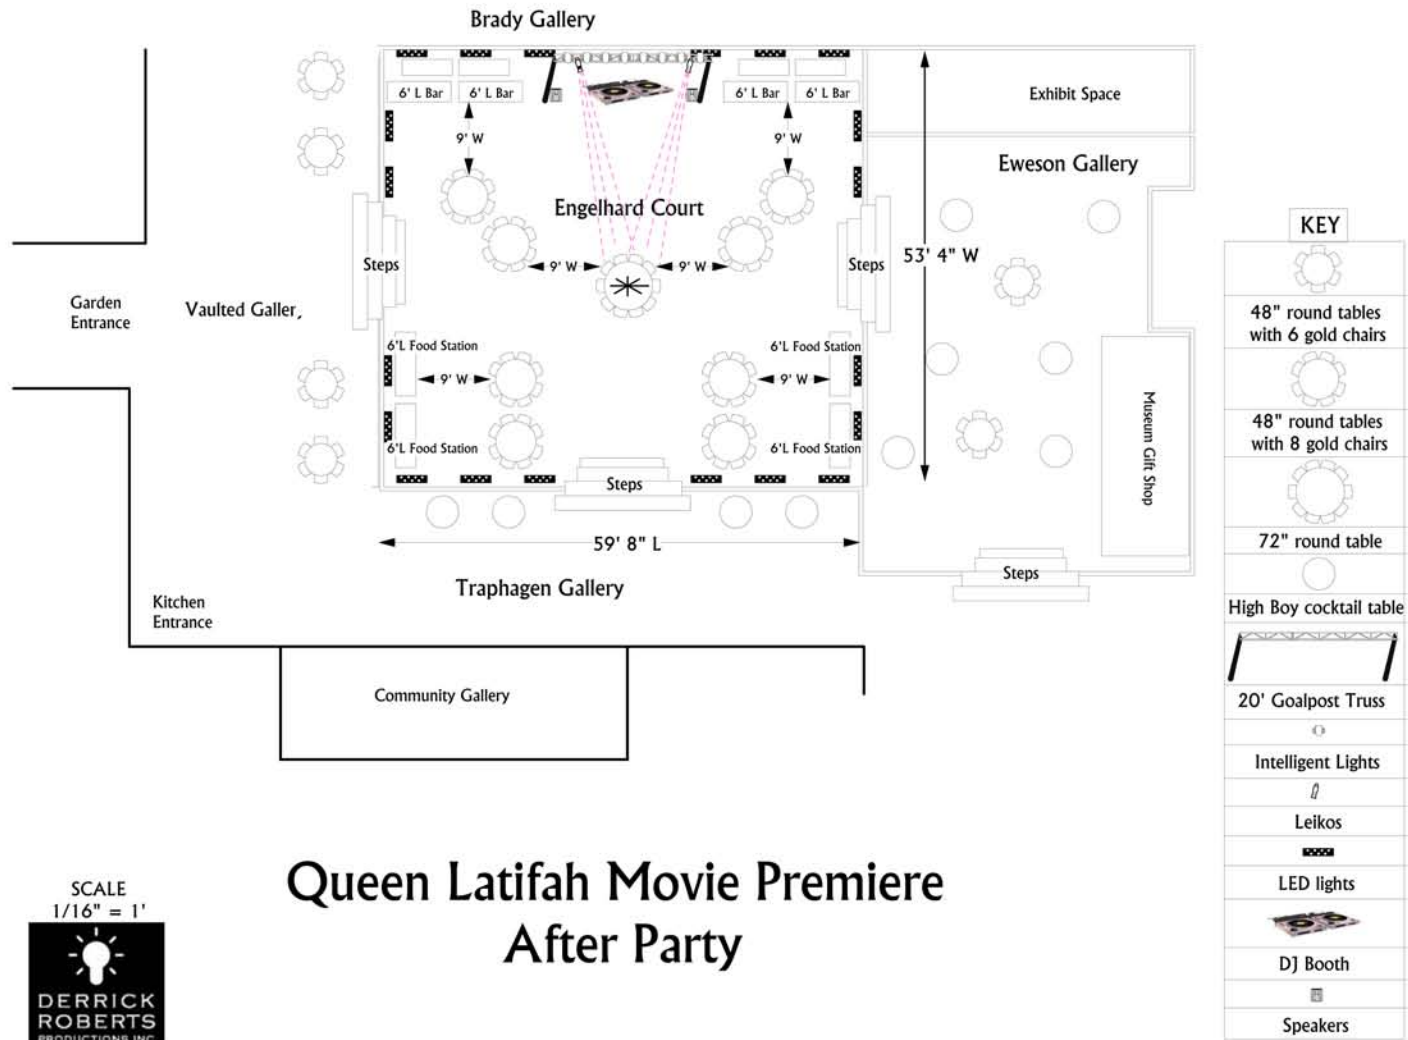 Brady Gallery
6' L Bar
6' L Bar
6' L Bar
6' L Bar
Exhibit Space
9' W
9' W
Eweson Gallery
Engelhard Court
Steps
9' W
9' W
Steps
53' 4" W
Garden
Entrance
Vaulted Galler,
6'L Food Station
6'L Food Station
9' W
9' W
6'L Food Station
6'L Food Station
Museum Gift Shop
Steps
59' 8" L
Steps
Traphagen Gallery
Kitchen
Entrance
Community Gallery
KEY
48" round tables
with 6 gold chairs
48" round tables
with 8 gold chairs
72" round table
High Boy cocktail table
20' Goalpost Truss
Intelligent Lights
Leikos
LED lights
DJ Booth
Speakers
Queen Latifah Movie Premiere
After Party
SCALE
1/16" = 1'
DERRICK
ROBERTS
PRODUCTIONS INC